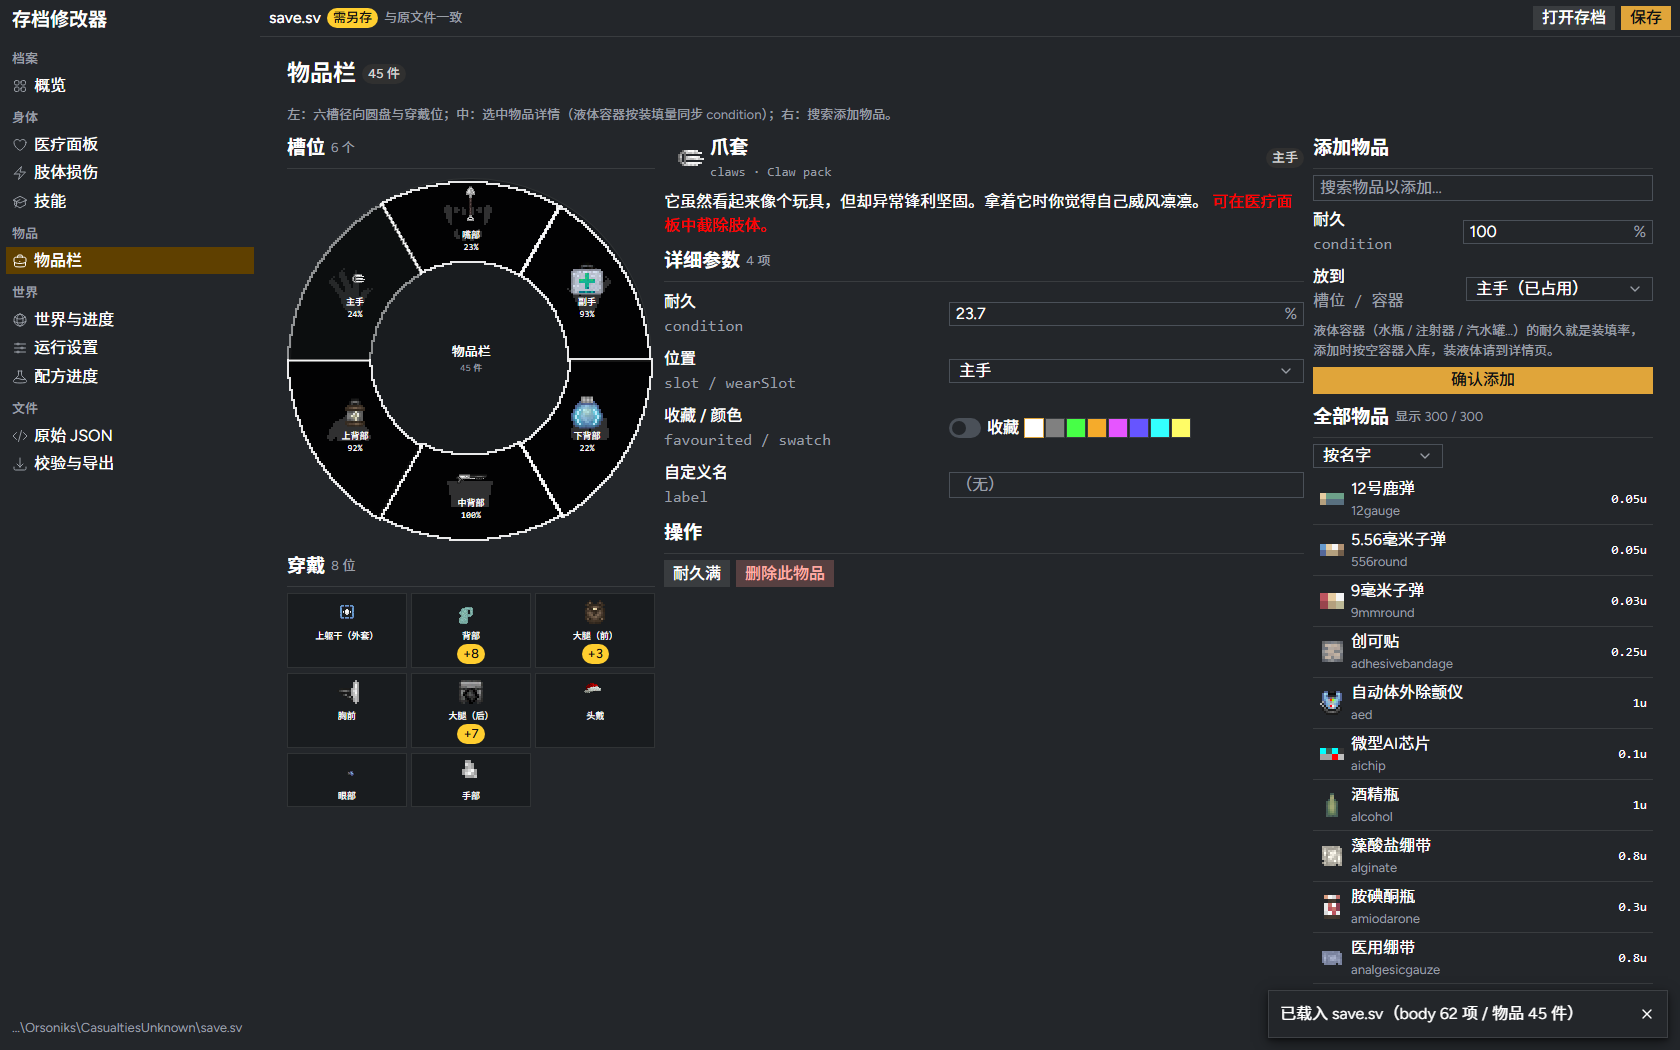 存档修改器
save.sv 需另存 与原文件一致
打开存档 保存
档案
概览
身体
医疗面板
肢体损伤
技能
物品
物品栏
世界
世界与进度
运行设置
配方进度
文件
原始 JSON
校验与导出
...\Orsoniks\CasualtiesUnknown\save.sv
物品栏 45 件
左：六槽径向圆盘与穿戴位；中：选中物品详情（液体容器按装填量同步 condition）；右：搜索添加物品。
槽位 6 个
嘴部
23%
主手
24%
副手
93%
物品栏
45 件
上背部
92%
下背部
22%
中背部
100%
穿戴 8 位
上躯干（外套）
背部
+8
大腿（前）
+3
胸前
大腿（后）
+7
头戴
眼部
手部
爪套
claws · Claw pack
主手
它虽然看起来像个玩具，但却异常锋利坚固。拿着它时你觉得自己威风凛凛。 可在医疗面
板中截除肢体。
详细参数 4 项
耐久
condition
23.7 %
位置
slot / wearSlot
主手
收藏 / 颜色
favourited / swatch
收藏
自定义名
label
（无）
操作
耐久满 删除此物品
添加物品
搜索物品以添加...
耐久
condition
100 %
放到
槽位 / 容器
主手（已占用）
液体容器（水瓶 / 注射器 / 汽水罐...）的耐久就是装填率，
添加时按空容器入库，装液体请到详情页。
确认添加
全部物品 显示 300 / 300
按名字
12号鹿弹
12gauge
0.05u
5.56毫米子弹
556round
0.05u
9毫米子弹
9mmround
0.03u
创可贴
adhesivebandage
0.25u
自动体外除颤仪
aed
1u
微型AI芯片
aichip
0.1u
酒精瓶
alcohol
1u
藻酸盐绷带
alginate
0.8u
胺碘酮瓶
amiodarone
0.3u
医用绷带
analgesicgauze
0.8u
已载入 save.sv（body 62 项 / 物品 45 件）